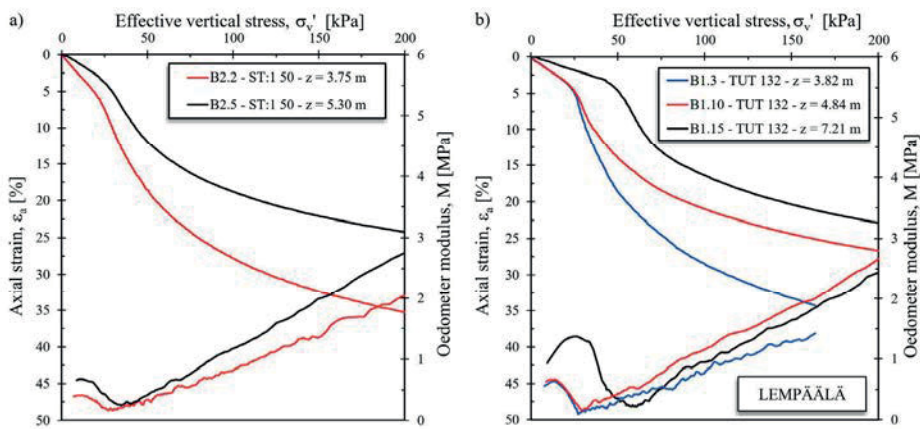 a)
Effective vertical stress, σv' [kPa]
0 50 100 150 200
0
5
10
15
20
25
30
35
40
45
50
Axial strain, εa [%]
6
5
4
3
2
1
0
Oedometer modulus, M [MPa]
B2.2 - ST:1 50 - z = 3.75 m
B2.5 - ST:1 50 - z = 5.30 m
b)
Effective vertical stress, σv' [kPa]
0 50 100 150 200
0
5
10
15
20
25
30
35
40
45
50
Axial strain, εa [%]
6
5
4
3
2
1
0
Oedometer modulus, M [MPa]
B1.3 - TUT 132 - z = 3.82 m
B1.10 - TUT 132 - z = 4.84 m
B1.15 - TUT 132 - z = 7.21 m
LEMPÄÄLÄ